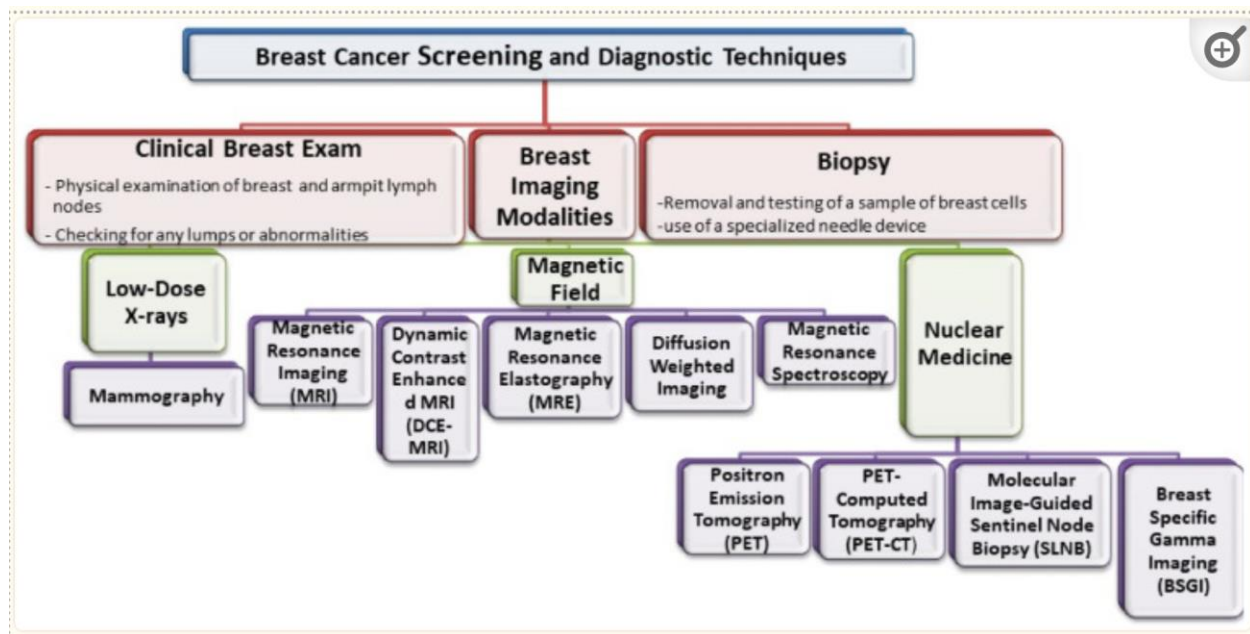 Breast Cancer Screening and Diagnostic Techniques
Clinical Breast Exam
- Physical examination of breast and armpit lymph
nodes
- Checking for any lumps or abnormalities
Breast
Imaging
Modalities
Biopsy
-Removal and testing of a sample of breast cells
-use of a specialized needle device
Low-Dose
X-rays
Mammography
Magnetic
Field
Magnetic
Resonance
Imaging
(MRI)
Dynamic
Contrast
Enhance
d MRI
(DCE-
MRI)
Magnetic
Resonance
Elastography
(MRE)
Diffusion
Weighted
Imaging
Magnetic
Resonance
Spectroscopy
Nuclear
Medicine
Positron
Emission
Tomography
(PET)
PET-
Computed
Tomography
(PET-CT)
Molecular
Image-Guided
Sentinel Node
Biopsy (SLNB)
Breast
Specific
Gamma
Imaging
(BSGI)